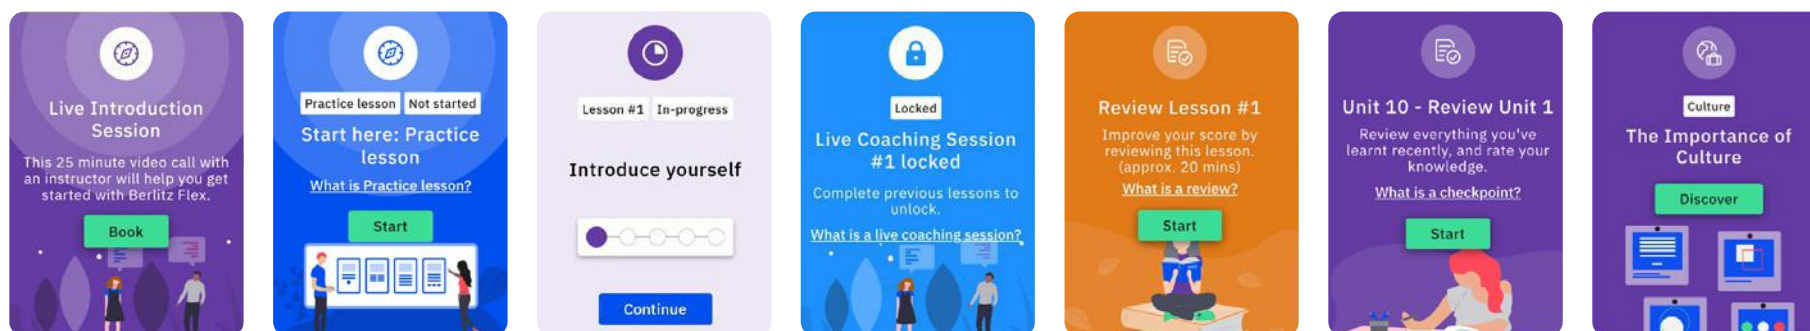 Live Introduction
Session
This 25 minute video call with
an instructor will help you get
started with Berlitz Flex.
Book
Practice lesson Not started
Start here: Practice
lesson
What is Practice lesson?
Start
Lesson #1 In-progress
Introduce yourself
Continue
Locked
Live Coaching Session
#1 locked
Complete previous lessons to
unlock.
What is a live coaching session?
Review Lesson #1
Improve your score by
reviewing this lesson.
(approx. 20 mins)
What is a review?
Start
Unit 10 - Review Unit 1
Review everything you've
learnt recently, and rate your
knowledge.
What is a checkpoint?
Start
Culture
The Importance of
Culture
Discover